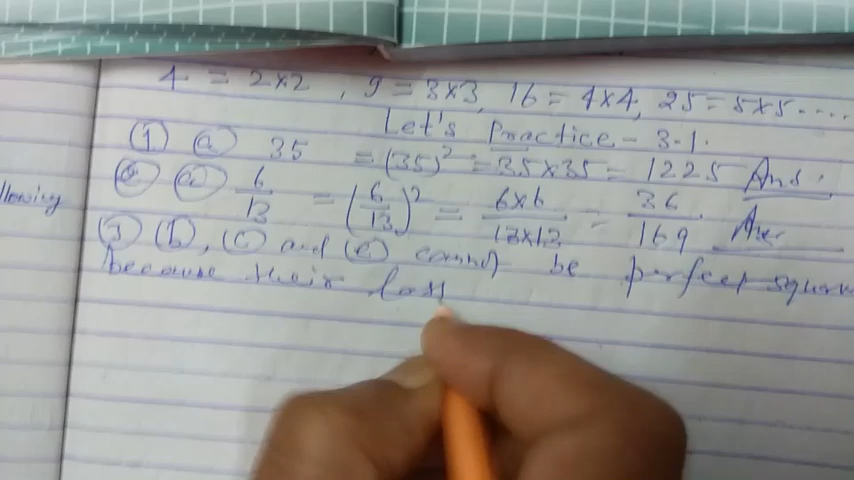 4 = 2×2, 9 = 3×3, 16 = 4×4, 25 = 5×5....
Let's Practice - 3.1.
(1) (a) 35 = (35)² = 35×35 = 1225 Ans.
(2) (a) 6/13 = (6/13)² = 6×6/13×13 = 36/169 Ans
(3) (b), (c) and (e) cannot be perfect square
because their last
llowing